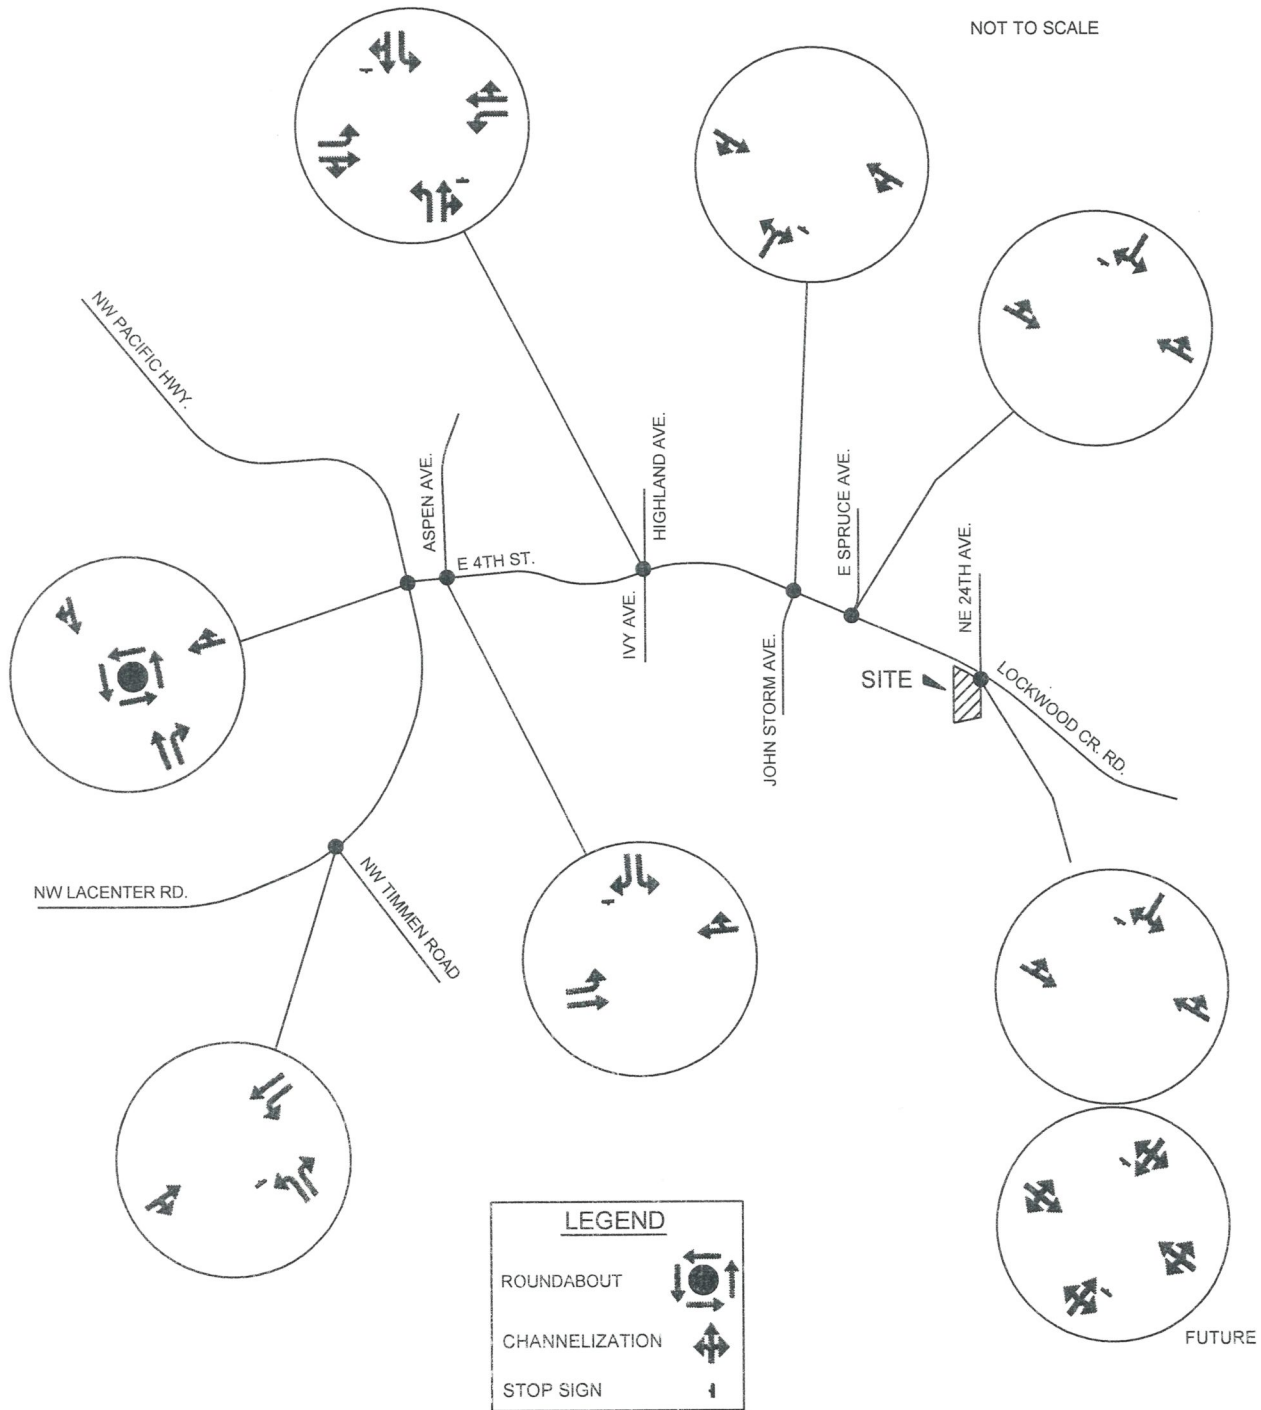 NOT TO SCALE
NW PACIFIC HWY.
ASPEN AVE.
E 4TH ST.
HIGHLAND AVE.
IVY AVE.
E SPRUCE AVE.
JOHN STORM AVE.
NE 24TH AVE.
SITE
LOCKWOOD CR. RD.
NW LACENTER RD.
NW TIMMEN ROAD
LEGEND
ROUNDABOUT
CHANNELIZATION
STOP SIGN
FUTURE